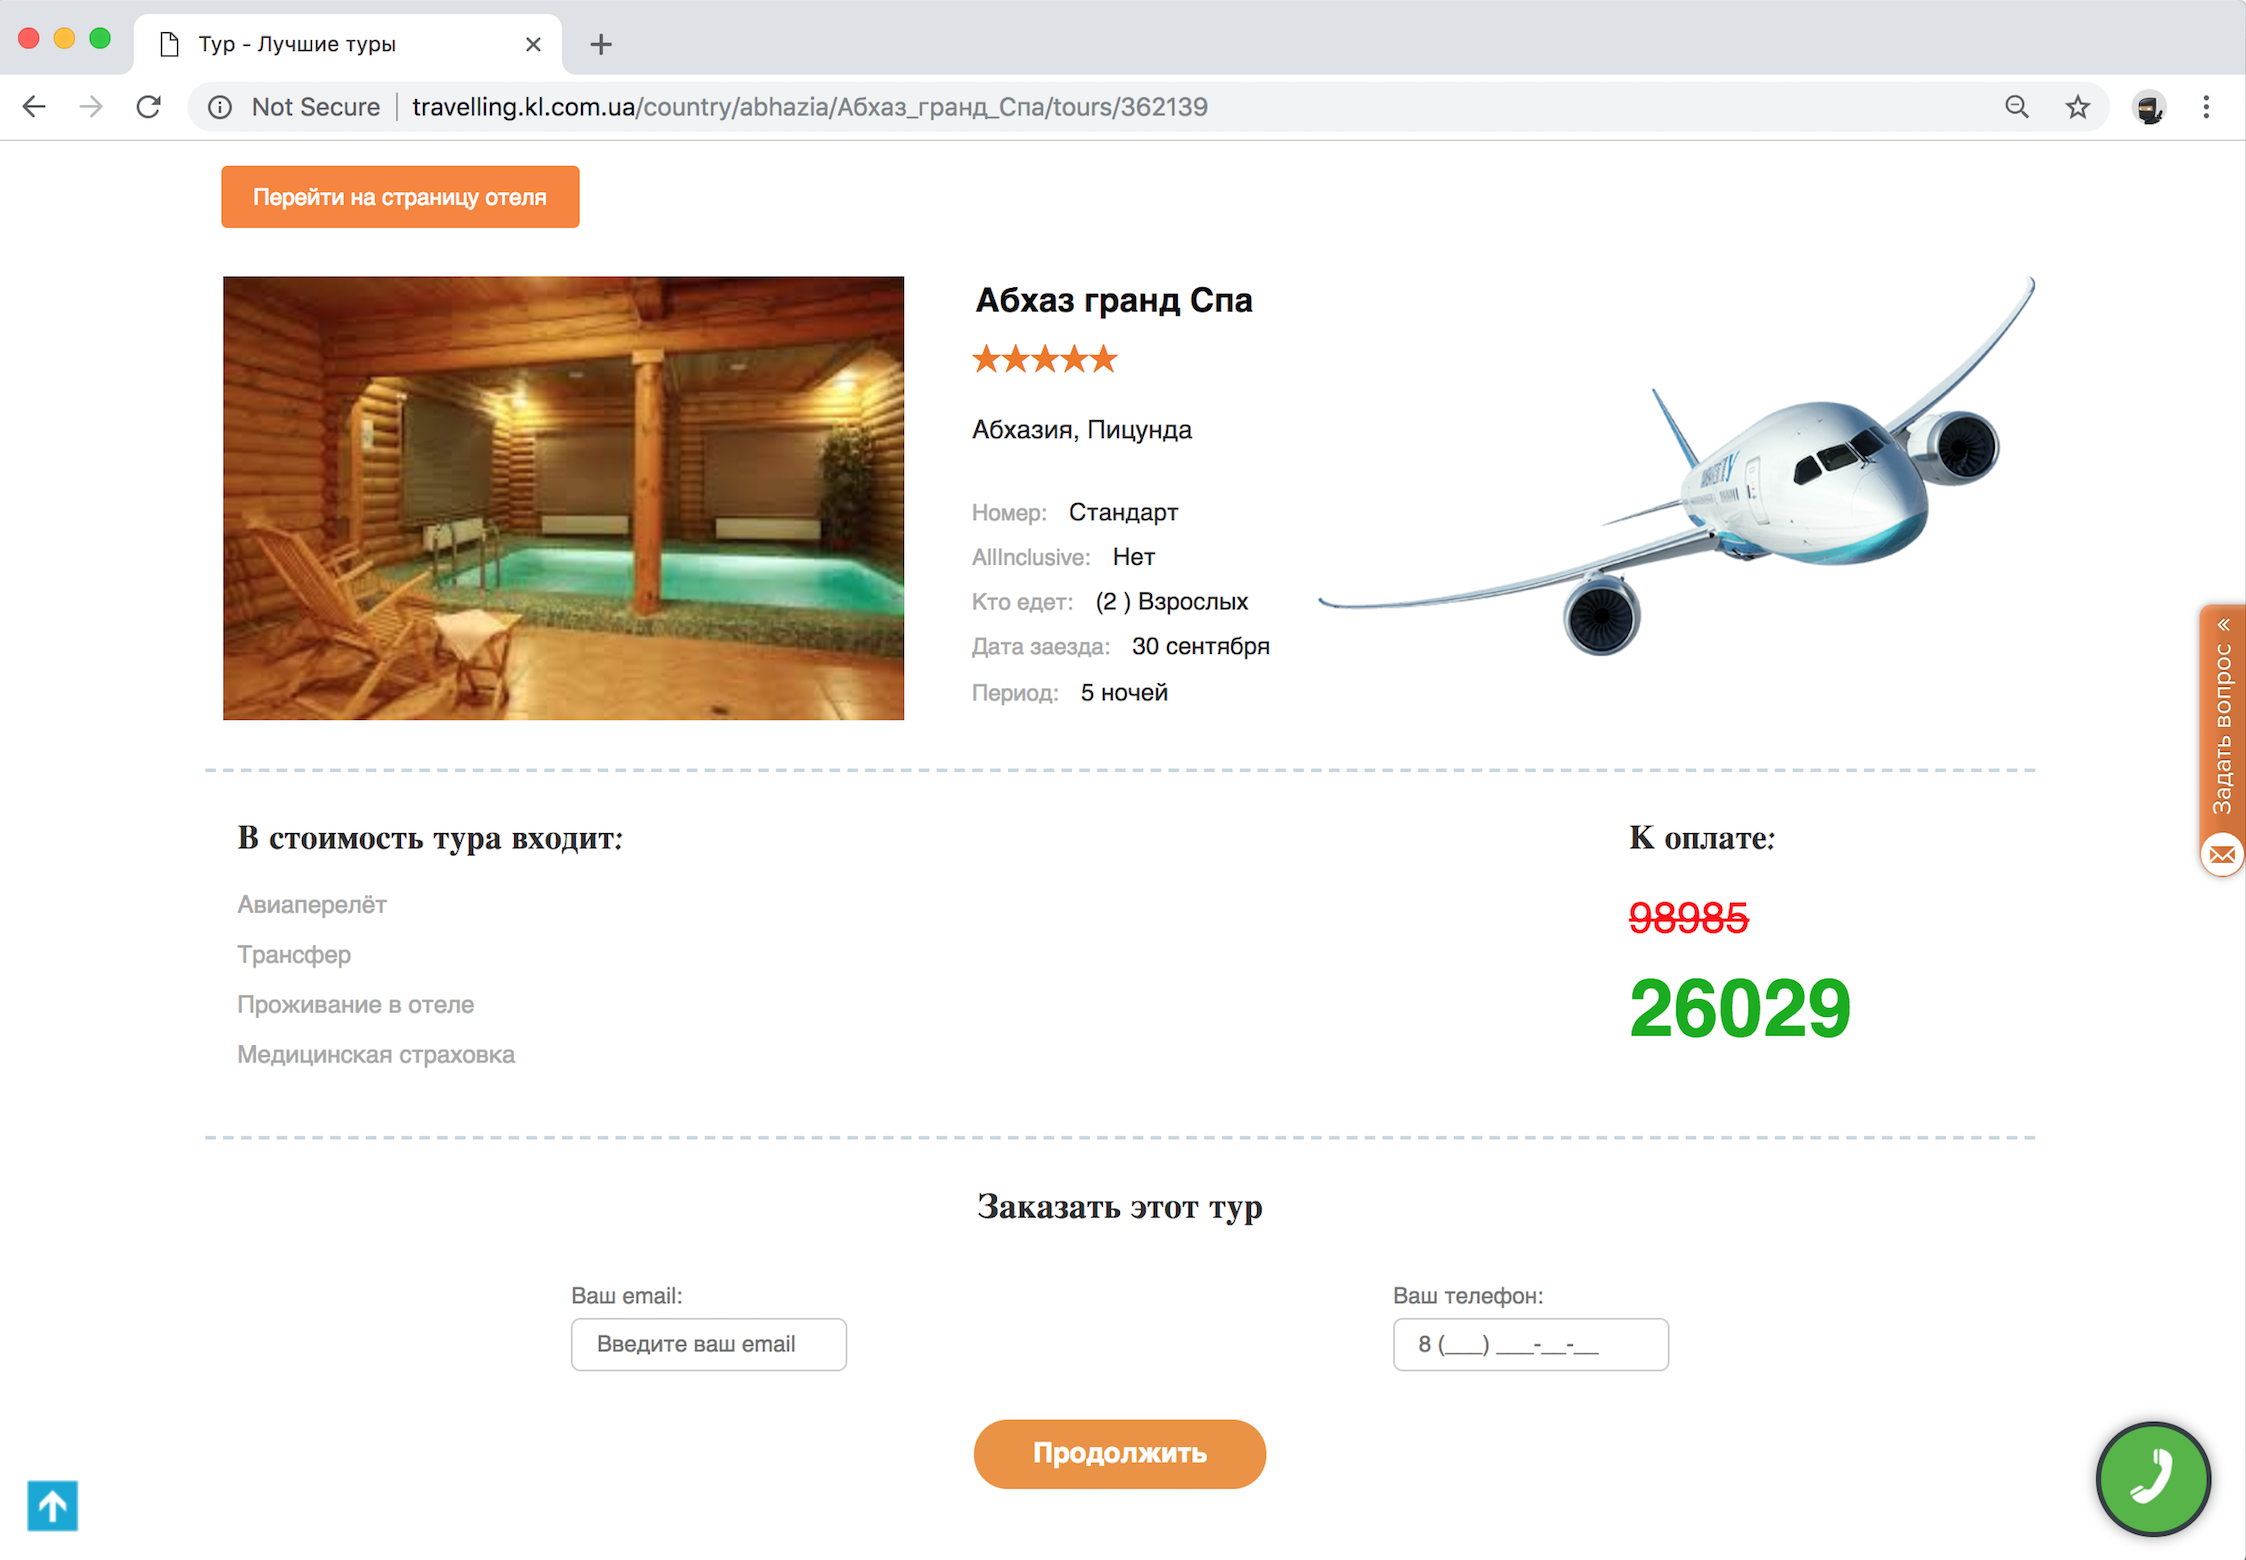 Тур - Лучшие туры
Not Secure
travelling.kl.com.ua/country/abhazia/Абхаз_гранд_Спа/tours/362139
Перейти на страницу отеля
Абхаз гранд Спа
Абхазия, Пицунда
Номер: Стандарт
AllInclusive: Нет
Кто едет: (2 ) Взрослых
Дата заезда: 30 сентября
Период: 5 ночей
Задать вопрос »
В стоимость тура входит:
Авиаперелёт
Трансфер
Проживание в отеле
Медицинская страховка
К оплате:
98985
26029
Заказать этот тур
Ваш email:
Введите ваш email
Ваш телефон:
8 (___) ___-__-__
Продолжить